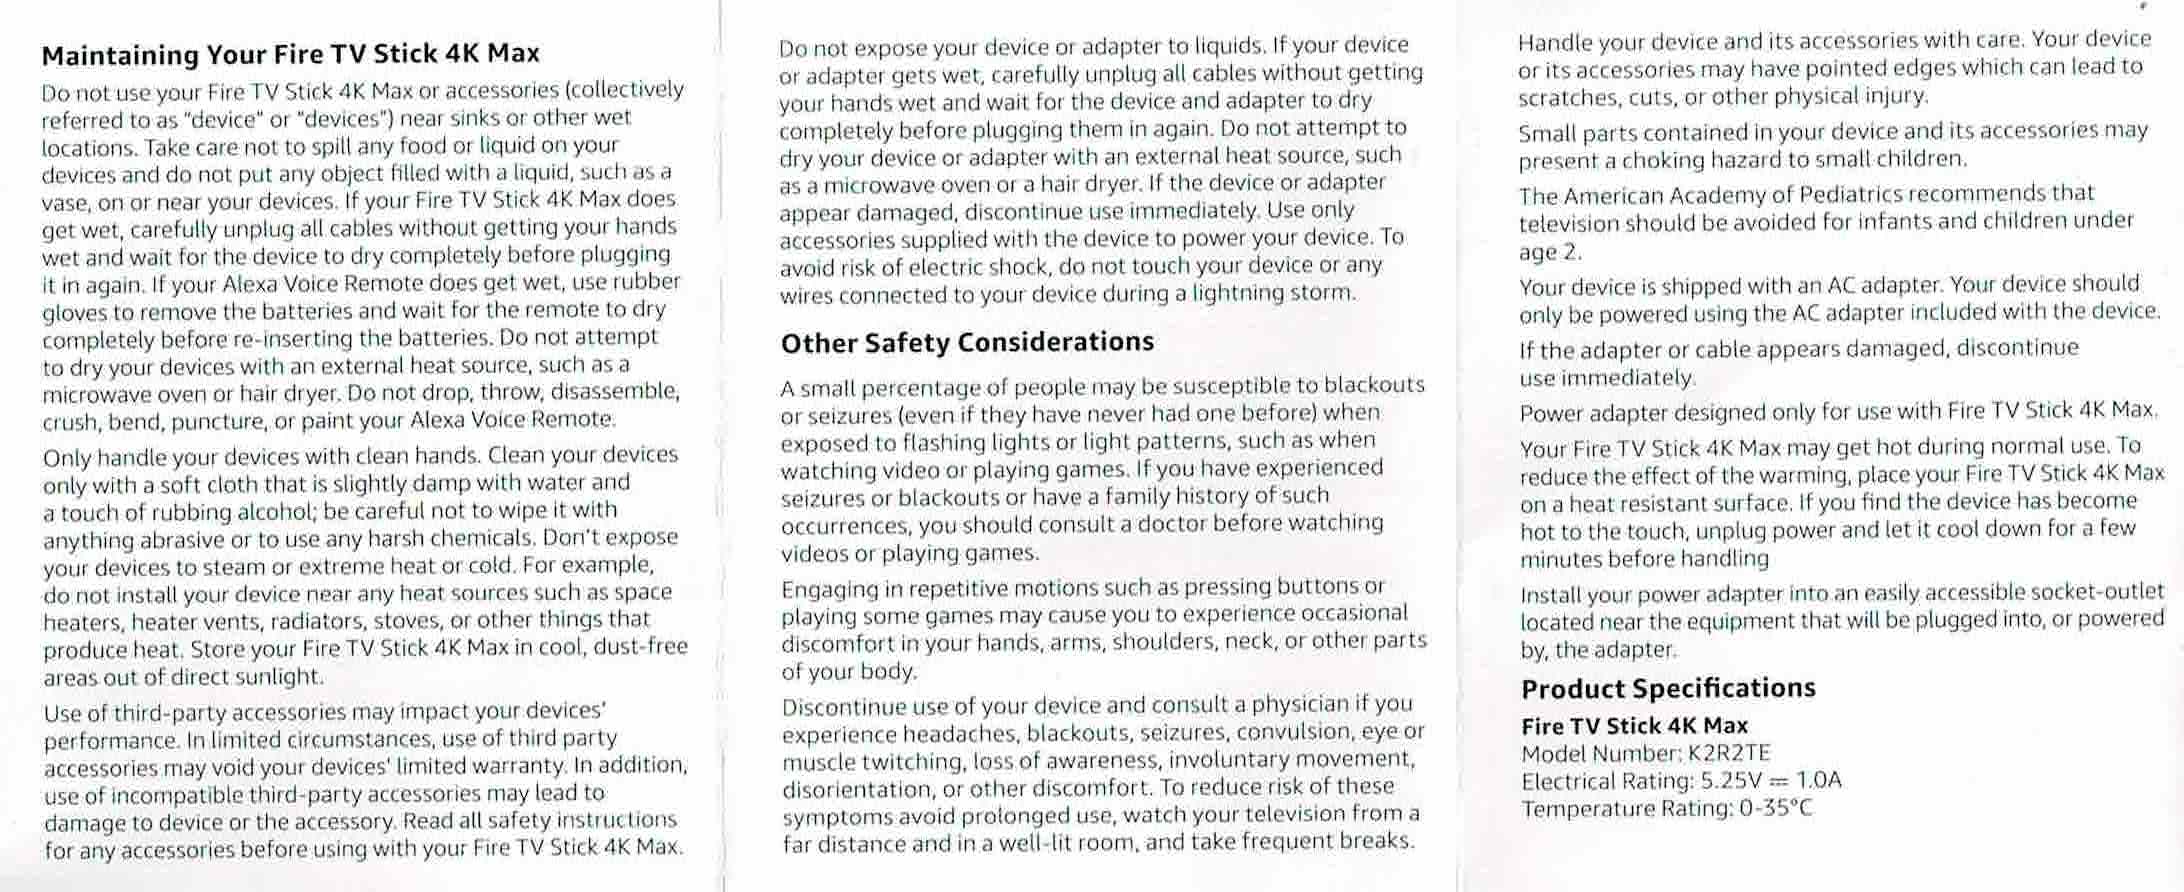 Maintaining Your Fire TV Stick 4K Max
Do not use your Fire TV Stick 4K Max or accessories (collectively
referred to as "device" or "devices") near sinks or other wet
locations. Take care not to spill any food or liquid on your
devices and do not put any object filled with a liquid, such as a
vase, on or near your devices. If your Fire TV Stick 4K Max does
get wet, carefully unplug all cables without getting your hands
wet and wait for the device to dry completely before plugging
it in again. If your Alexa Voice Remote does get wet, use rubber
gloves to remove the batteries and wait for the remote to dry
completely before re-inserting the batteries. Do not attempt
to dry your devices with an external heat source, such as a
microwave oven or hair dryer. Do not drop, throw, disassemble,
crush, bend, puncture, or paint your Alexa Voice Remote.
Only handle your devices with clean hands. Clean your devices
only with a soft cloth that is slightly damp with water and
a touch of rubbing alcohol; be careful not to wipe it with
anything abrasive or to use any harsh chemicals. Don't expose
your devices to steam or extreme heat or cold. For example,
do not install your device near any heat sources such as space
heaters, heater vents, radiators, stoves, or other things that
produce heat. Store your Fire TV Stick 4K Max in cool, dust-free
areas out of direct sunlight.
Use of third-party accessories may impact your devices'
performance. In limited circumstances, use of third party
accessories may void your devices' limited warranty. In addition,
use of incompatible third-party accessories may lead to
damage to device or the accessory. Read all safety instructions
for any accessories before using with your Fire TV Stick 4K Max.
Do not expose your device or adapter to liquids. If your device
or adapter gets wet, carefully unplug all cables without getting
your hands wet and wait for the device and adapter to dry
completely before plugging them in again. Do not attempt to
dry your device or adapter with an external heat source, such
as a microwave oven or a hair dryer. If the device or adapter
appear damaged, discontinue use immediately. Use only
accessories supplied with the device to power your device. To
avoid risk of electric shock, do not touch your device or any
wires connected to your device during a lightning storm.
Other Safety Considerations
A small percentage of people may be susceptible to blackouts
or seizures (even if they have never had one before) when
exposed to flashing lights or light patterns, such as when
watching video or playing games. If you have experienced
seizures or blackouts or have a family history of such
occurrences, you should consult a doctor before watching
videos or playing games.
Engaging in repetitive motions such as pressing buttons or
playing some games may cause you to experience occasional
discomfort in your hands, arms, shoulders, neck, or other parts
of your body.
Discontinue use of your device and consult a physician if you
experience headaches, blackouts, seizures, convulsion, eye or
muscle twitching, loss of awareness, involuntary movement,
disorientation, or other discomfort. To reduce risk of these
symptoms avoid prolonged use, watch your television from a
far distance and in a well-lit room, and take frequent breaks.
Handle your device and its accessories with care. Your device
or its accessories may have pointed edges which can lead to
scratches, cuts, or other physical injury.
Small parts contained in your device and its accessories may
present a choking hazard to small children.
The American Academy of Pediatrics recommends that
television should be avoided for infants and children under
age 2.
Your device is shipped with an AC adapter. Your device should
only be powered using the AC adapter included with the device.
If the adapter or cable appears damaged, discontinue
use immediately.
Power adapter designed only for use with Fire TV Stick 4K Max.
Your Fire TV Stick 4K Max may get hot during normal use. To
reduce the effect of the warming, place your Fire TV Stick 4K Max
on a heat resistant surface. If you find the device has become
hot to the touch, unplug power and let it cool down for a few
minutes before handling
Install your power adapter into an easily accessible socket-outlet
located near the equipment that will be plugged into, or powered
by, the adapter.
Product Specifications
Fire TV Stick 4K Max
Model Number: K2R2TE
Electrical Rating: 5.25V ⎓ 1.0A
Temperature Rating: 0-35°C